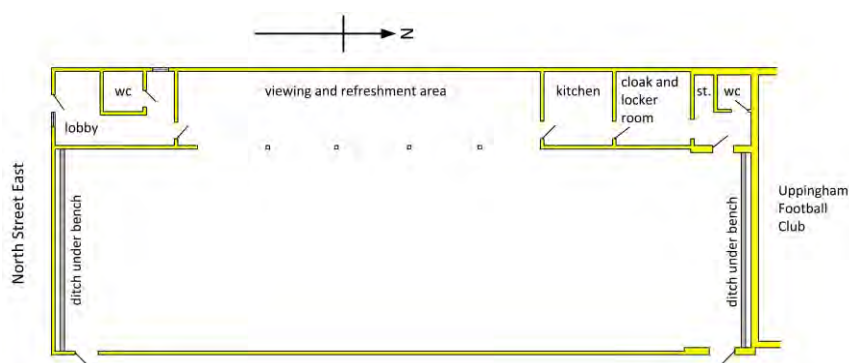 N
wc
viewing and refreshment area
kitchen
cloak and
locker
room
st.
wc
lobby
North Street East
ditch under bench
ditch under bench
Uppingham
Football
Club